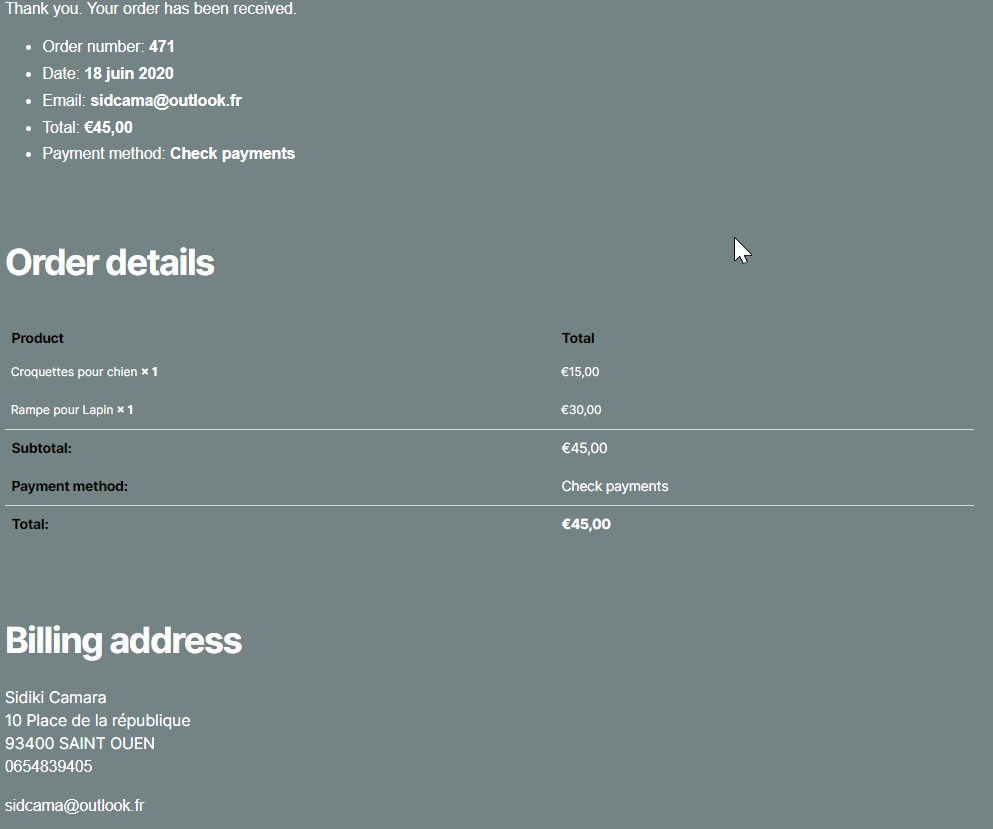 Thank you. Your order has been received.
Order number: 471
Date: 18 juin 2020
Email: sidcama@outlook.fr
Total: €45,00
Payment method: Check payments
Order details
Product Total
Croquettes pour chien × 1 €15,00
Rampe pour Lapin × 1 €30,00
Subtotal: €45,00
Payment method: Check payments
Total: €45,00
Billing address
Sidiki Camara
10 Place de la république
93400 SAINT OUEN
0654839405
sidcama@outlook.fr